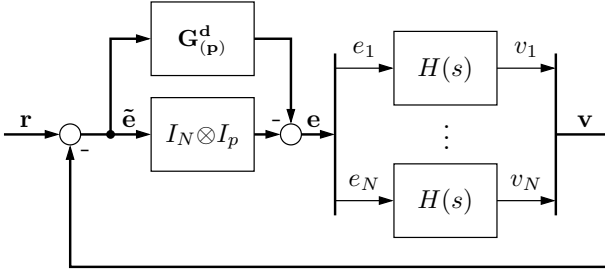 G^d_(p)
e_1
H(s)
v_1
r
-
ẽ
I_N⊗I_p
-
e
⋮
v
e_N
H(s)
v_N